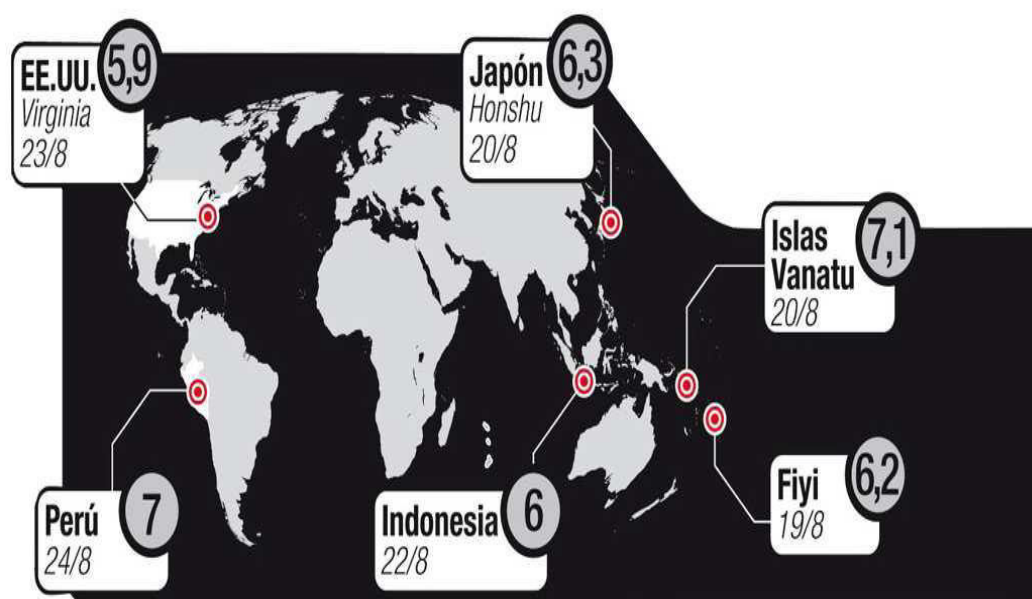 EE.UU.
Virginia
23/8
5,9
Japón
Honshu
20/8
6,3
Islas
Vanatu
20/8
7,1
Perú
24/8
7
Indonesia
22/8
6
Fiyi
19/8
6,2